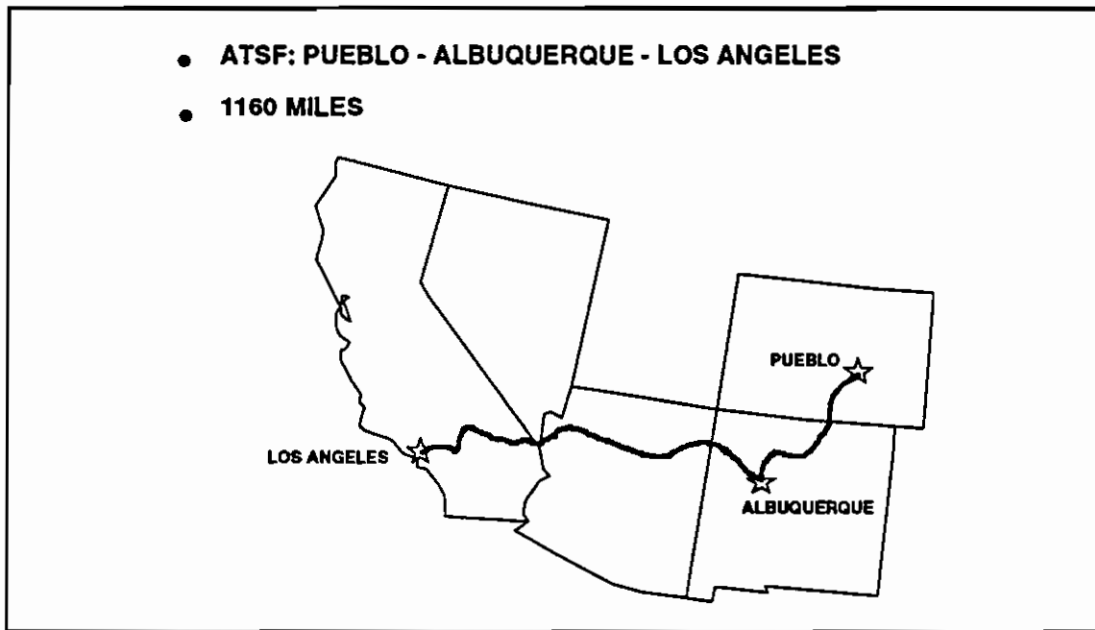 • ATSF: PUEBLO - ALBUQUERQUE - LOS ANGELES
• 1160 MILES
PUEBLO
LOS ANGELES
ALBUQUERQUE